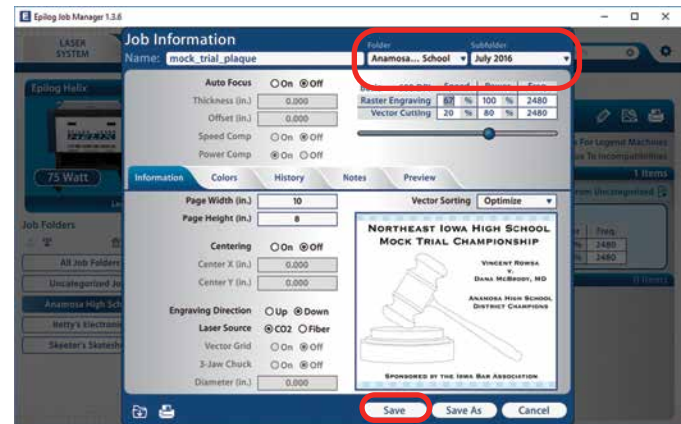 Epilog Job Manager 1.3.6
LASER SYSTEM
Job Information
Name: mock_trial_plaque
Folder Subfolder
Anamosa... School July 2016
Epilog Helix
75 Watt
Auto Focus On Off
Thickness (in.) 0.000
Offset (in.) 0.000
Speed Comp On Off
Power Comp On Off
Speed Power Freq
Raster Engraving 67 % 100 % 2480
Vector Cutting 20 % 80 % 2480
For Legend Machines
1 Items
Information Colors History Notes Preview
Page Width (in.) 10
Page Height (in.) 8
Vector Sorting Optimize
Centering On Off
Center X (in.) 0.000
Center Y (in.) 0.000
Engraving Direction Up Down
Laser Source CO2 Fiber
Vector Grid On Off
3-Jaw Chuck On Off
Diameter (in.) 0.000
Northeast Iowa High School
Mock Trial Championship
Vincent Rowsa
v.
Dana McBrody, MD
Anamosa High School
District Champions
Sponsored by the Iowa Bar Association
Job Folders
All Job Folders
Uncategorized Jo
Anamosa High Sch
Betty's Electroni
Skeeter's Skatesh
Freq.
% 2480
% 2480
0 Items
Save Save As Cancel